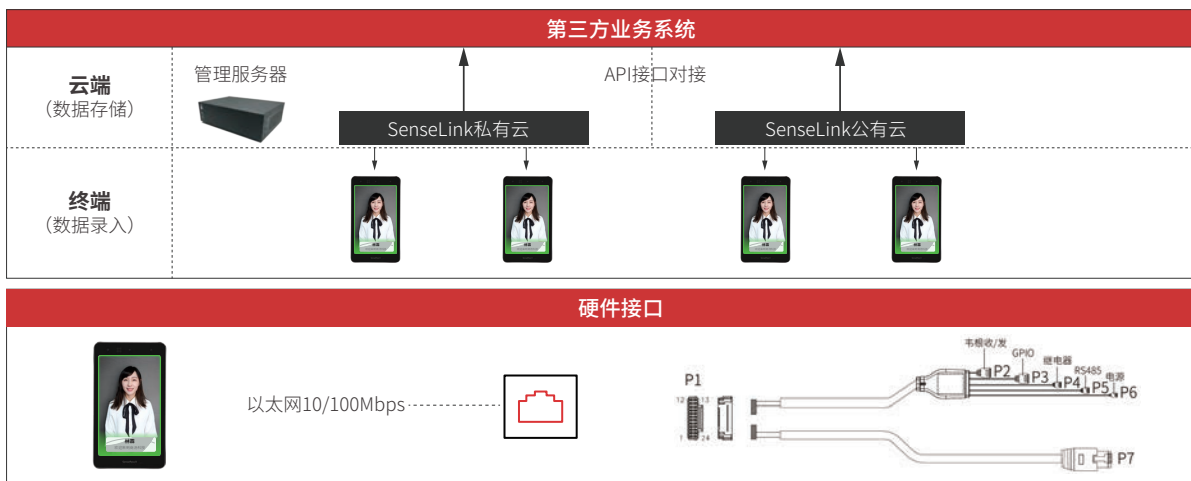 第三方业务系统
云端
（数据存储）
管理服务器
API接口对接
SenseLink私有云
SenseLink公有云
终端
（数据录入）
硬件接口
以太网10/100Mbps
P1
12 13
1 24
韦根收/发
P2
GPIO
P3
继电器
P4
RS485
P5
电源
P6
P7